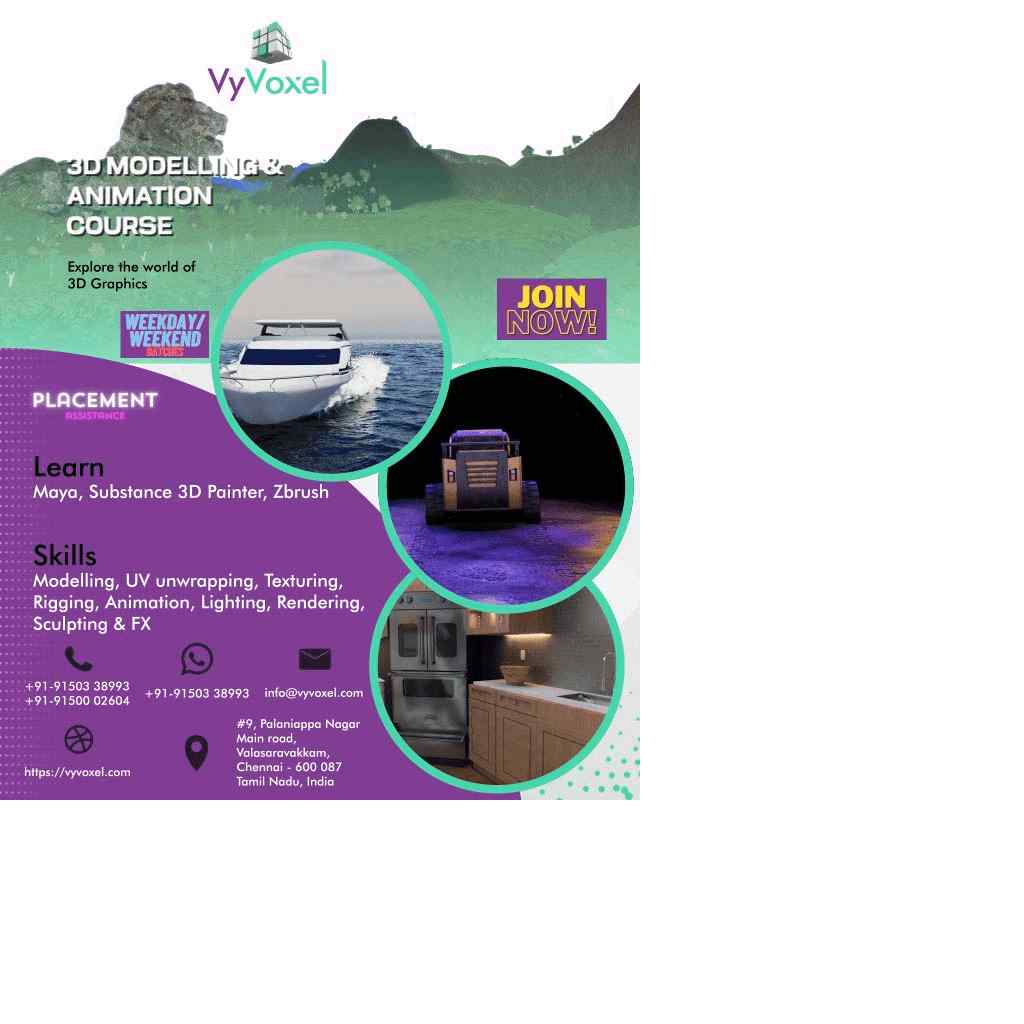 VyVoxel
3D MODELLING &
ANIMATION
COURSE
Explore the world of
3D Graphics
WEEKDAY/
WEEKEND
BATCHES
JOIN
NOW!
PLACEMENT
ASSISTANCE
Learn
Maya, Substance 3D Painter, Zbrush
Skills
Modelling, UV unwrapping, Texturing,
Rigging, Animation, Lighting, Rendering,
Sculpting & FX
+91-91503 38993
+91-91500 02604
+91-91503 38993
info@vyvoxel.com
https://vyvoxel.com
#9, Palaniappa Nagar
Main road,
Valasaravakkam,
Chennai - 600 087
Tamil Nadu, India